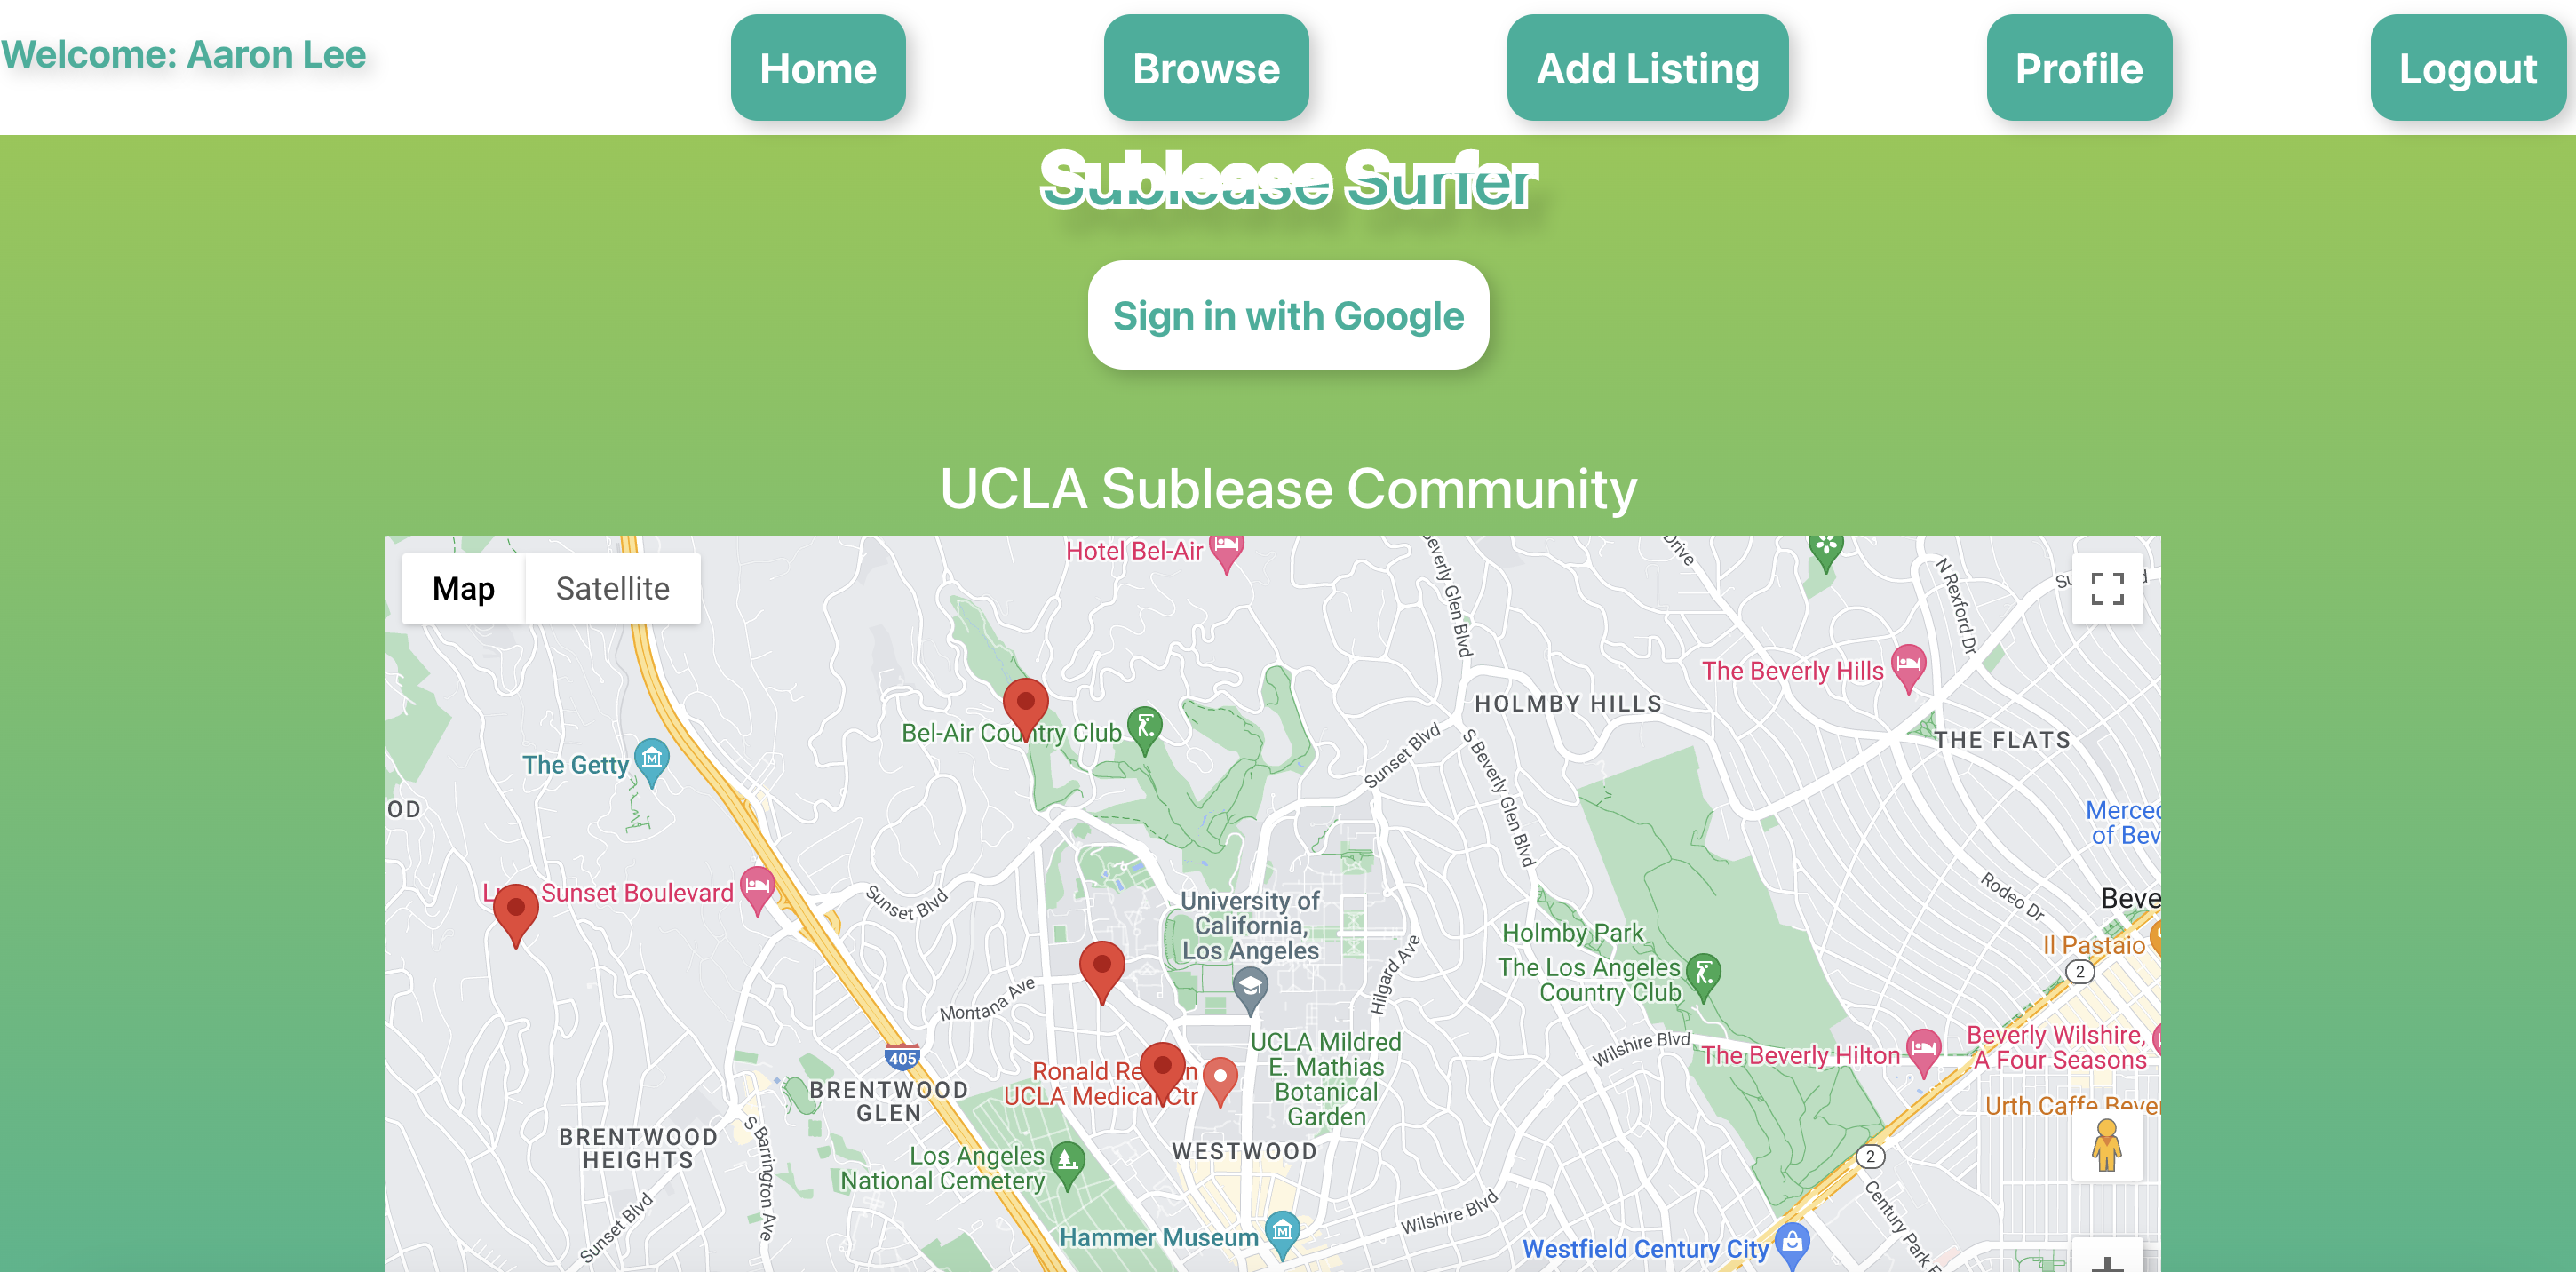 Welcome: Aaron Lee
Home
Browse
Add Listing
Profile
Logout
Sublease Surfer
Sign in with Google
UCLA Sublease Community
Map
Satellite
Hotel Bel-Air
Beverly Glen Blvd
Drive
N Rexford Dr
The Beverly Hills
HOLMBY HILLS
Bel-Air Country Club
THE FLATS
Sunset Blvd
S Beverly Glen Blvd
The Getty
OD
Merced
of Bev
Sunset Boulevard
Sunset Blvd
University of
California,
Los Angeles
Rodeo Dr
Beve
Holmby Park
Hilgard Ave
Il Pastaio
2
The Los Angeles
Country Club
Montana Ave
405
UCLA Mildred
E. Mathias
Botanical
Garden
Wilshire Blvd
The Beverly Hilton
Beverly Wilshire,
A Four Seasons
Ronald Re n
UCLA Medical Ctr
BRENTWOOD
GLEN
Urth Caffe Bever
BRENTWOOD
HEIGHTS
S Barrington Ave
WESTWOOD
2
Los Angeles
National Cemetery
Century Park E
Sunset Blvd
Wilshire Blvd
Hammer Museum
Westfield Century City